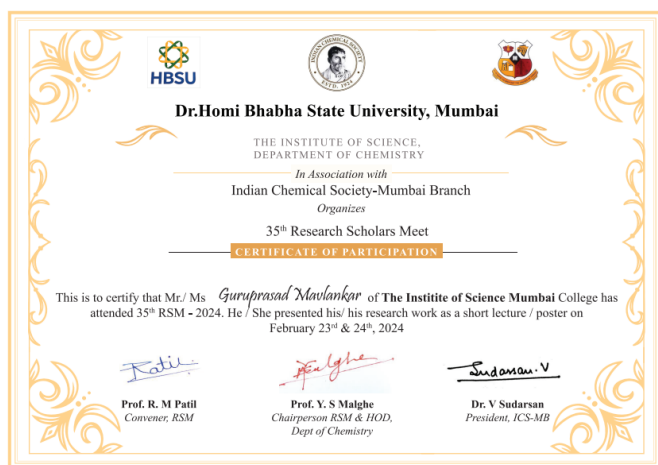 HBSU
INDIAN CHEMICAL SOCIETY
ESTD. 1924
Dr.Homi Bhabha State University, Mumbai
THE INSTITUTE OF SCIENCE,
DEPARTMENT OF CHEMISTRY
In Association with
Indian Chemical Society-Mumbai Branch
Organizes
35th Research Scholars Meet
CERTIFICATE OF PARTICIPATION
This is to certify that Mr./ Ms Guruprasad Mavlankar of The Institite of Science Mumbai College has
attended 35th RSM - 2024. He / She presented his/ his research work as a short lecture / poster on
February 23rd & 24th, 2024
Sudarsan. V
Prof. R. M Patil
Convener, RSM
Prof. Y. S Malghe
Chairperson RSM & HOD,
Dept of Chemistry
Dr. V Sudarsan
President, ICS-MB